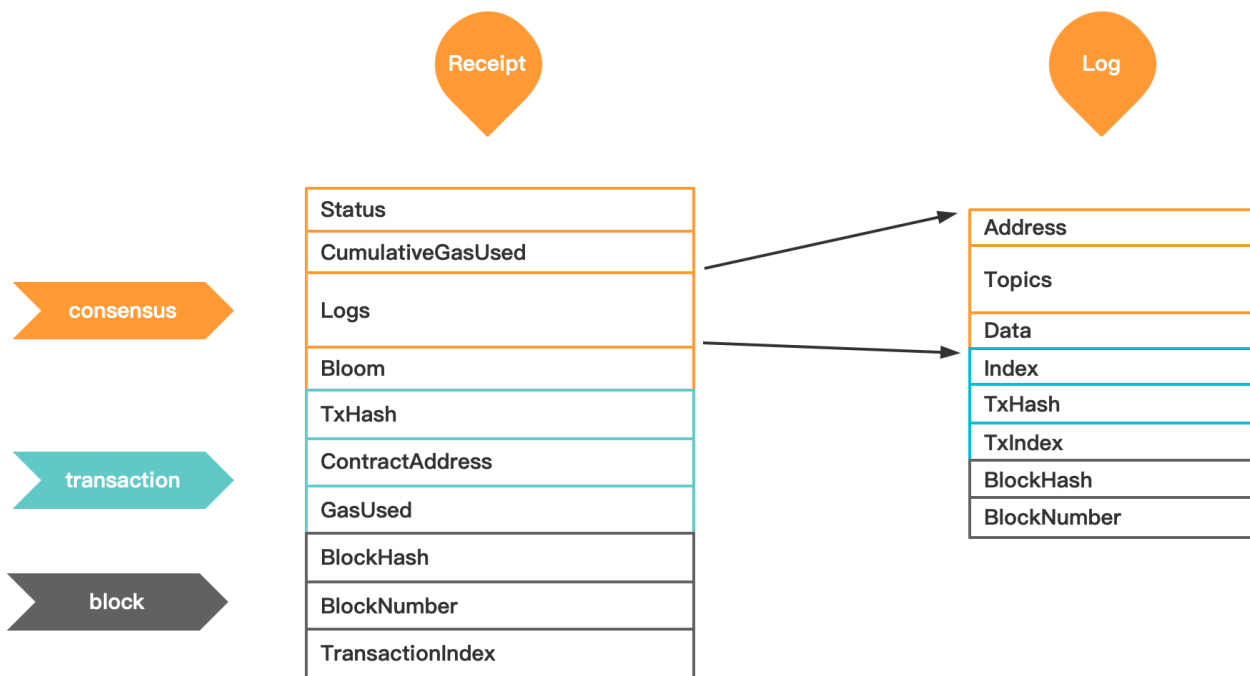 Receipt
Log
consensus
transaction
block
Status
CumulativeGasUsed
Logs
Bloom
TxHash
ContractAddress
GasUsed
BlockHash
BlockNumber
TransactionIndex
Address
Topics
Data
Index
TxHash
TxIndex
BlockHash
BlockNumber